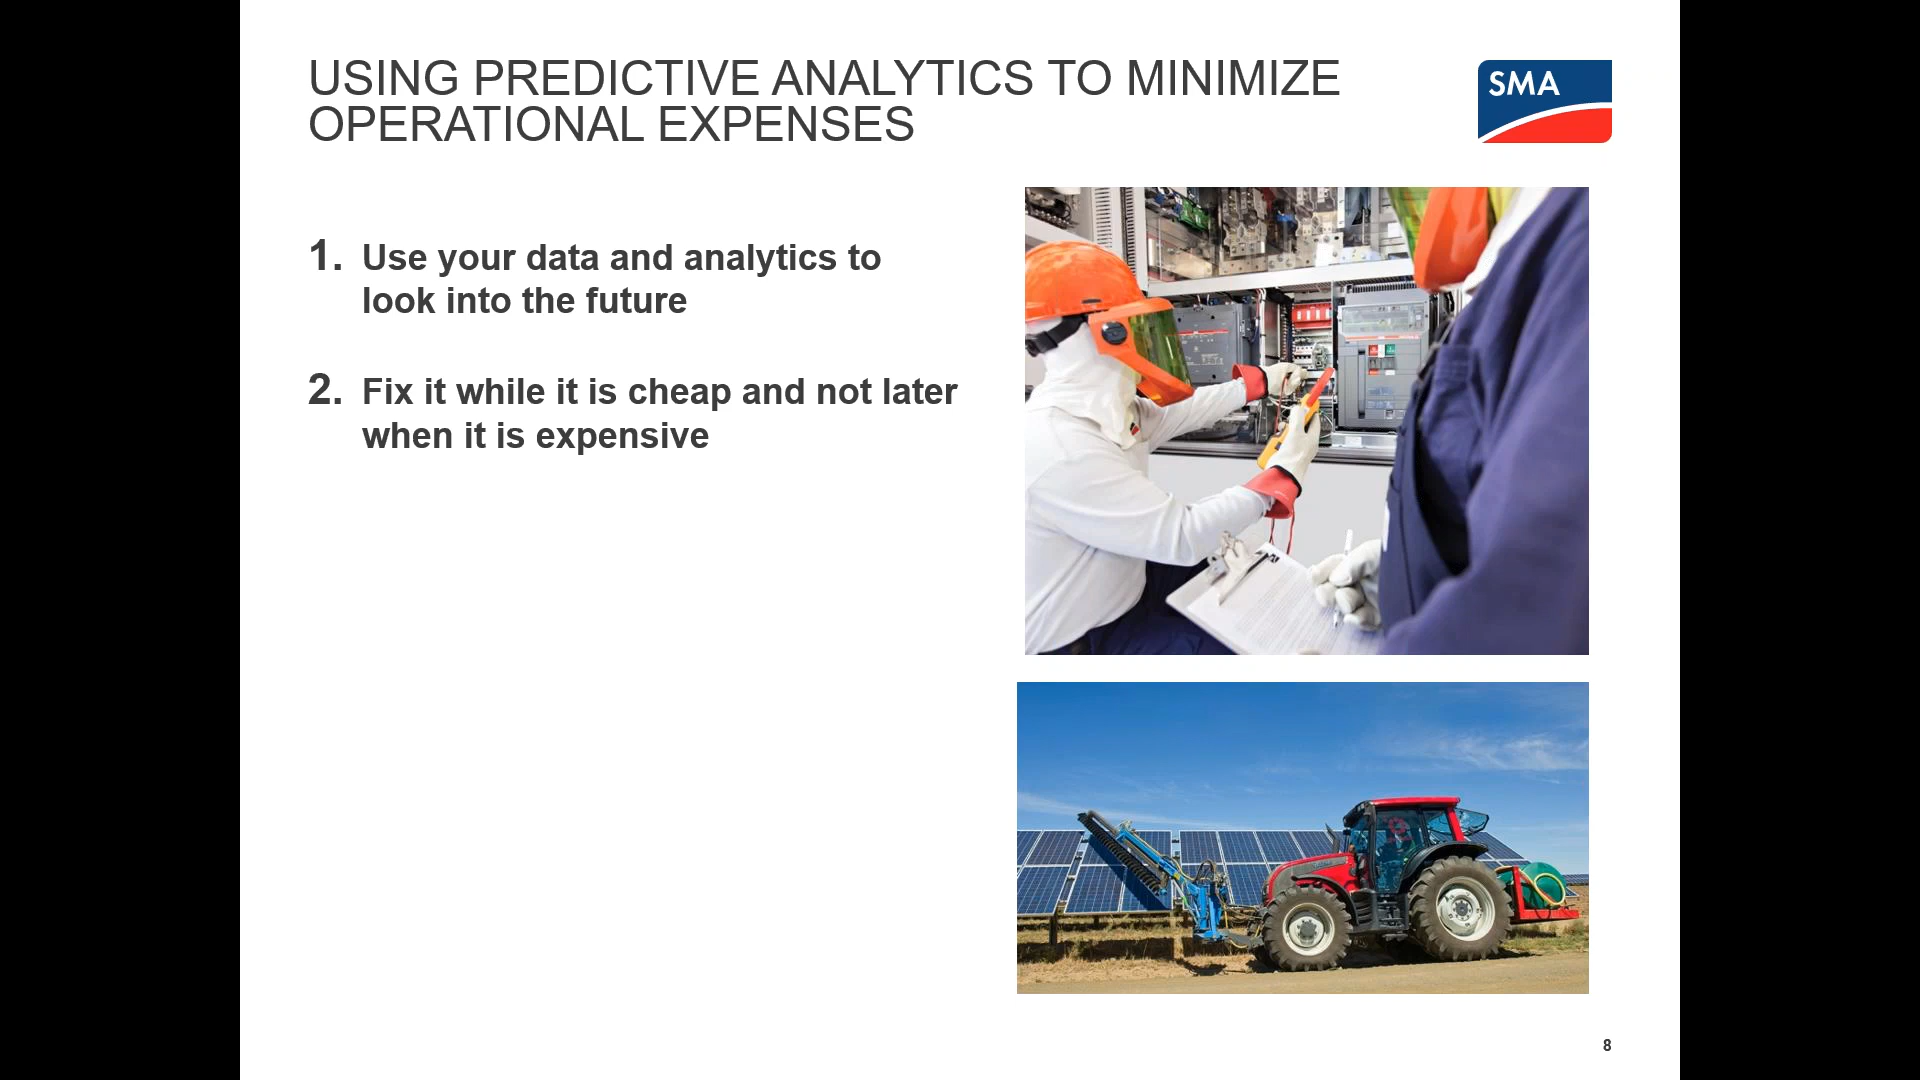 USING PREDICTIVE ANALYTICS TO MINIMIZE
OPERATIONAL EXPENSES
SMA
1. Use your data and analytics to
look into the future
2. Fix it while it is cheap and not later
when it is expensive
8